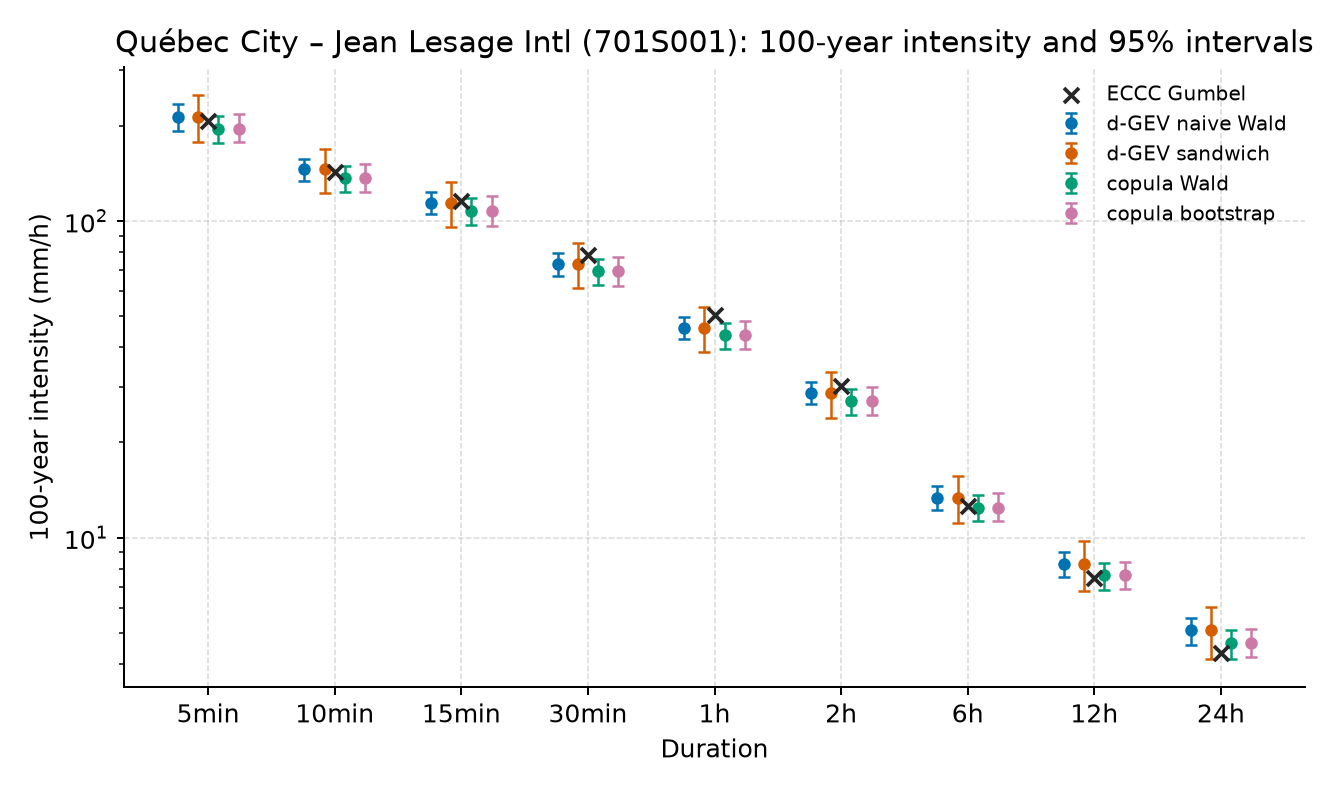 Québec City – Jean Lesage Intl (701S001): 100-year intensity and 95% intervals
ECCC Gumbel
d-GEV naive Wald
d-GEV sandwich
copula Wald
copula bootstrap
100-year intensity (mm/h)
10²
10¹
5min 10min 15min 30min 1h 2h 6h 12h 24h
Duration